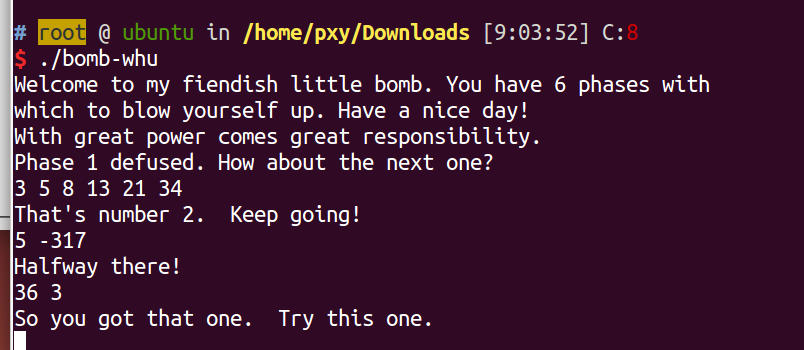 # root @ ubuntu in /home/pxy/Downloads [9:03:52] C:8
$ ./bomb-whu
Welcome to my fiendish little bomb. You have 6 phases with
which to blow yourself up. Have a nice day!
With great power comes great responsibility.
Phase 1 defused. How about the next one?
3 5 8 13 21 34
That's number 2.  Keep going!
5 -317
Halfway there!
36 3
So you got that one.  Try this one.